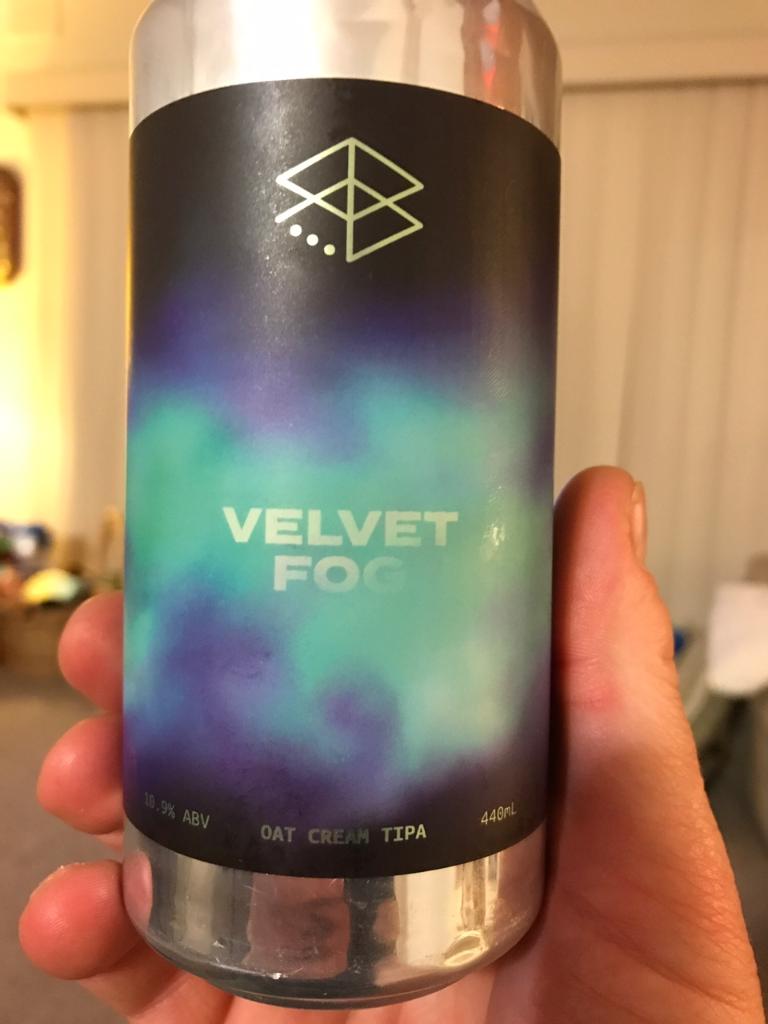 VELVET
FOG
10.9% ABV OAT CREAM TIPA 440mL